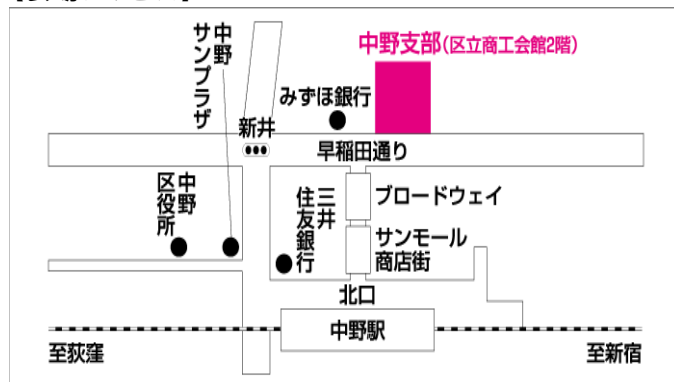 中野支部(区立商工会館2階)
中野
サンプラザ
みずほ銀行
新井
早稲田通り
中野
区役所
三井
住友銀行
ブロードウェイ
サンモール
商店街
北口
中野駅
至荻窪
至新宿